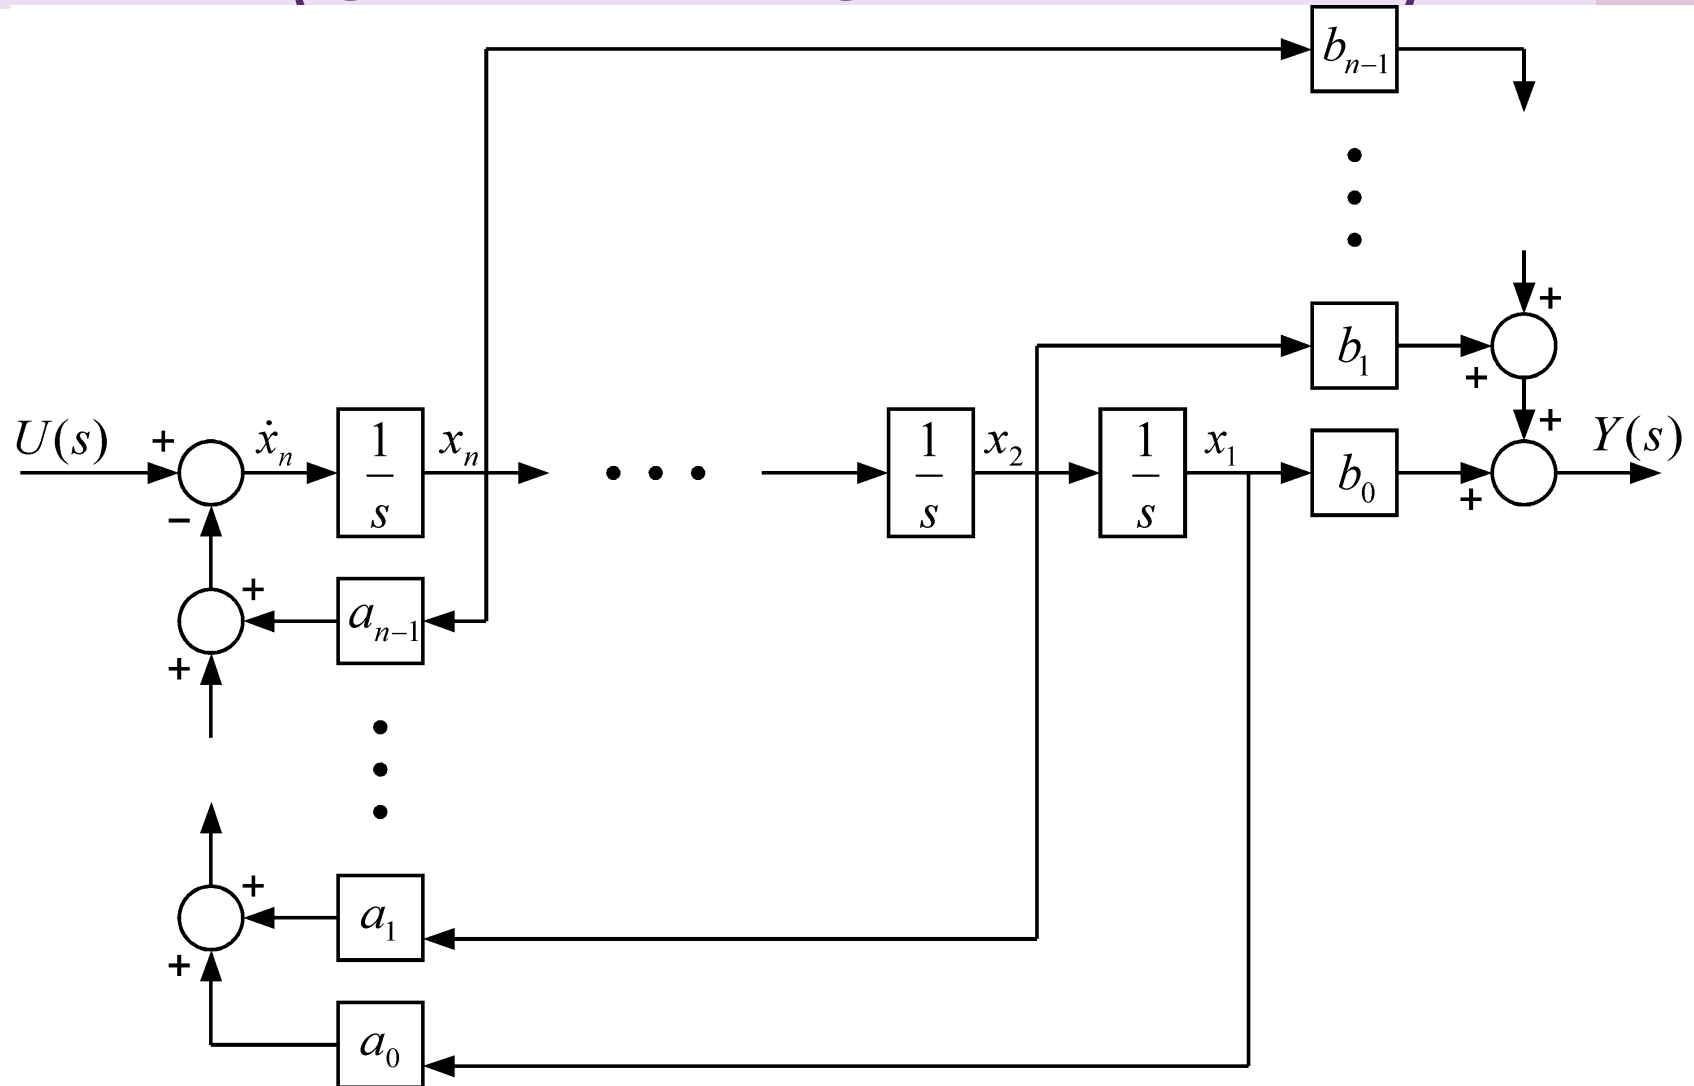 b_{n−1}
+
b_1
+
U(s) + ẋ_n 1/s x_n 1/s x_2 1/s x_1 b_0 + + Y(s)
−
+ a_{n−1}
+
+ a_1
+
a_0